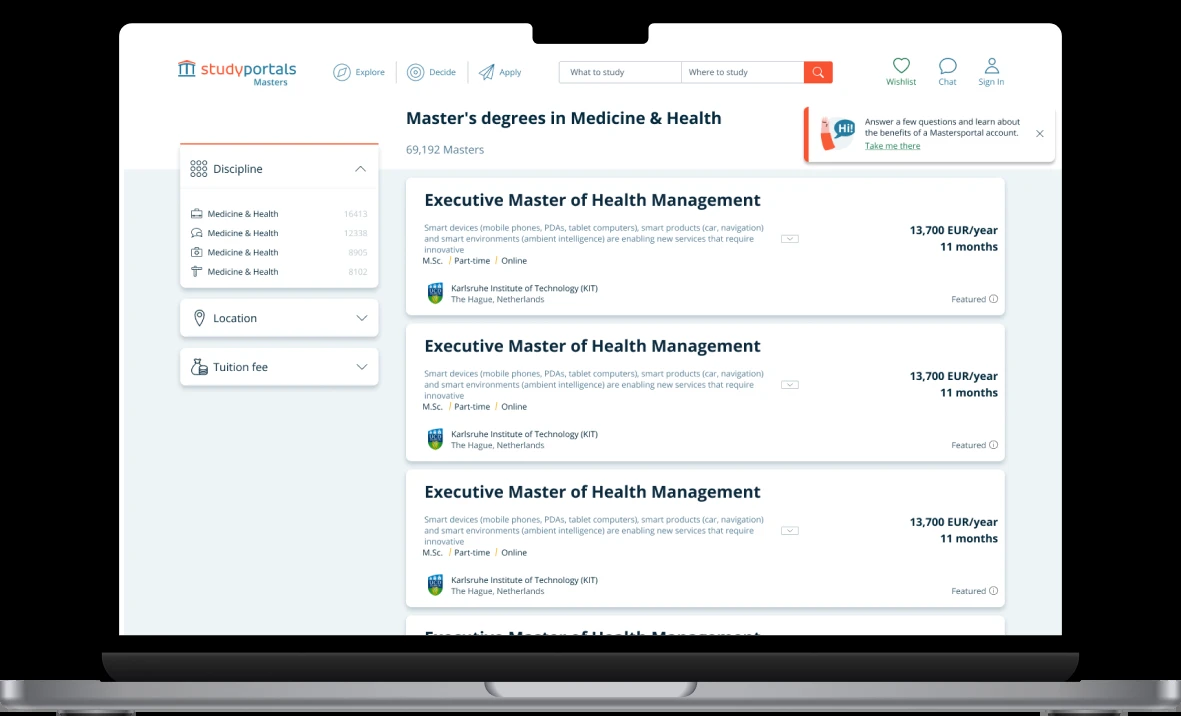 studyportals
Masters
Explore
Decide
Apply
What to study
Where to study
Wishlist
Chat
Sign In
Master's degrees in Medicine & Health
69,192 Masters
Hi!
Answer a few questions and learn about
the benefits of a Mastersportal account.
Take me there
Discipline
Medicine & Health 16413
Medicine & Health 12338
Medicine & Health 8905
Medicine & Health 8102
Location
Tuition fee
Executive Master of Health Management
Smart devices (mobile phones, PDAs, tablet computers), smart products (car, navigation)
and smart environments (ambient intelligence) are enabling new services that require
innovative
M.Sc. / Part-time / Online
13,700 EUR/year
11 months
UCD
Karlsruhe Institute of Technology (KIT)
The Hague, Netherlands
Featured
Executive Master of Health Management
Smart devices (mobile phones, PDAs, tablet computers), smart products (car, navigation)
and smart environments (ambient intelligence) are enabling new services that require
innovative
M.Sc. / Part-time / Online
13,700 EUR/year
11 months
UCD
Karlsruhe Institute of Technology (KIT)
The Hague, Netherlands
Featured
Executive Master of Health Management
Smart devices (mobile phones, PDAs, tablet computers), smart products (car, navigation)
and smart environments (ambient intelligence) are enabling new services that require
innovative
M.Sc. / Part-time / Online
13,700 EUR/year
11 months
UCD
Karlsruhe Institute of Technology (KIT)
The Hague, Netherlands
Featured
Executive Master of Health Management